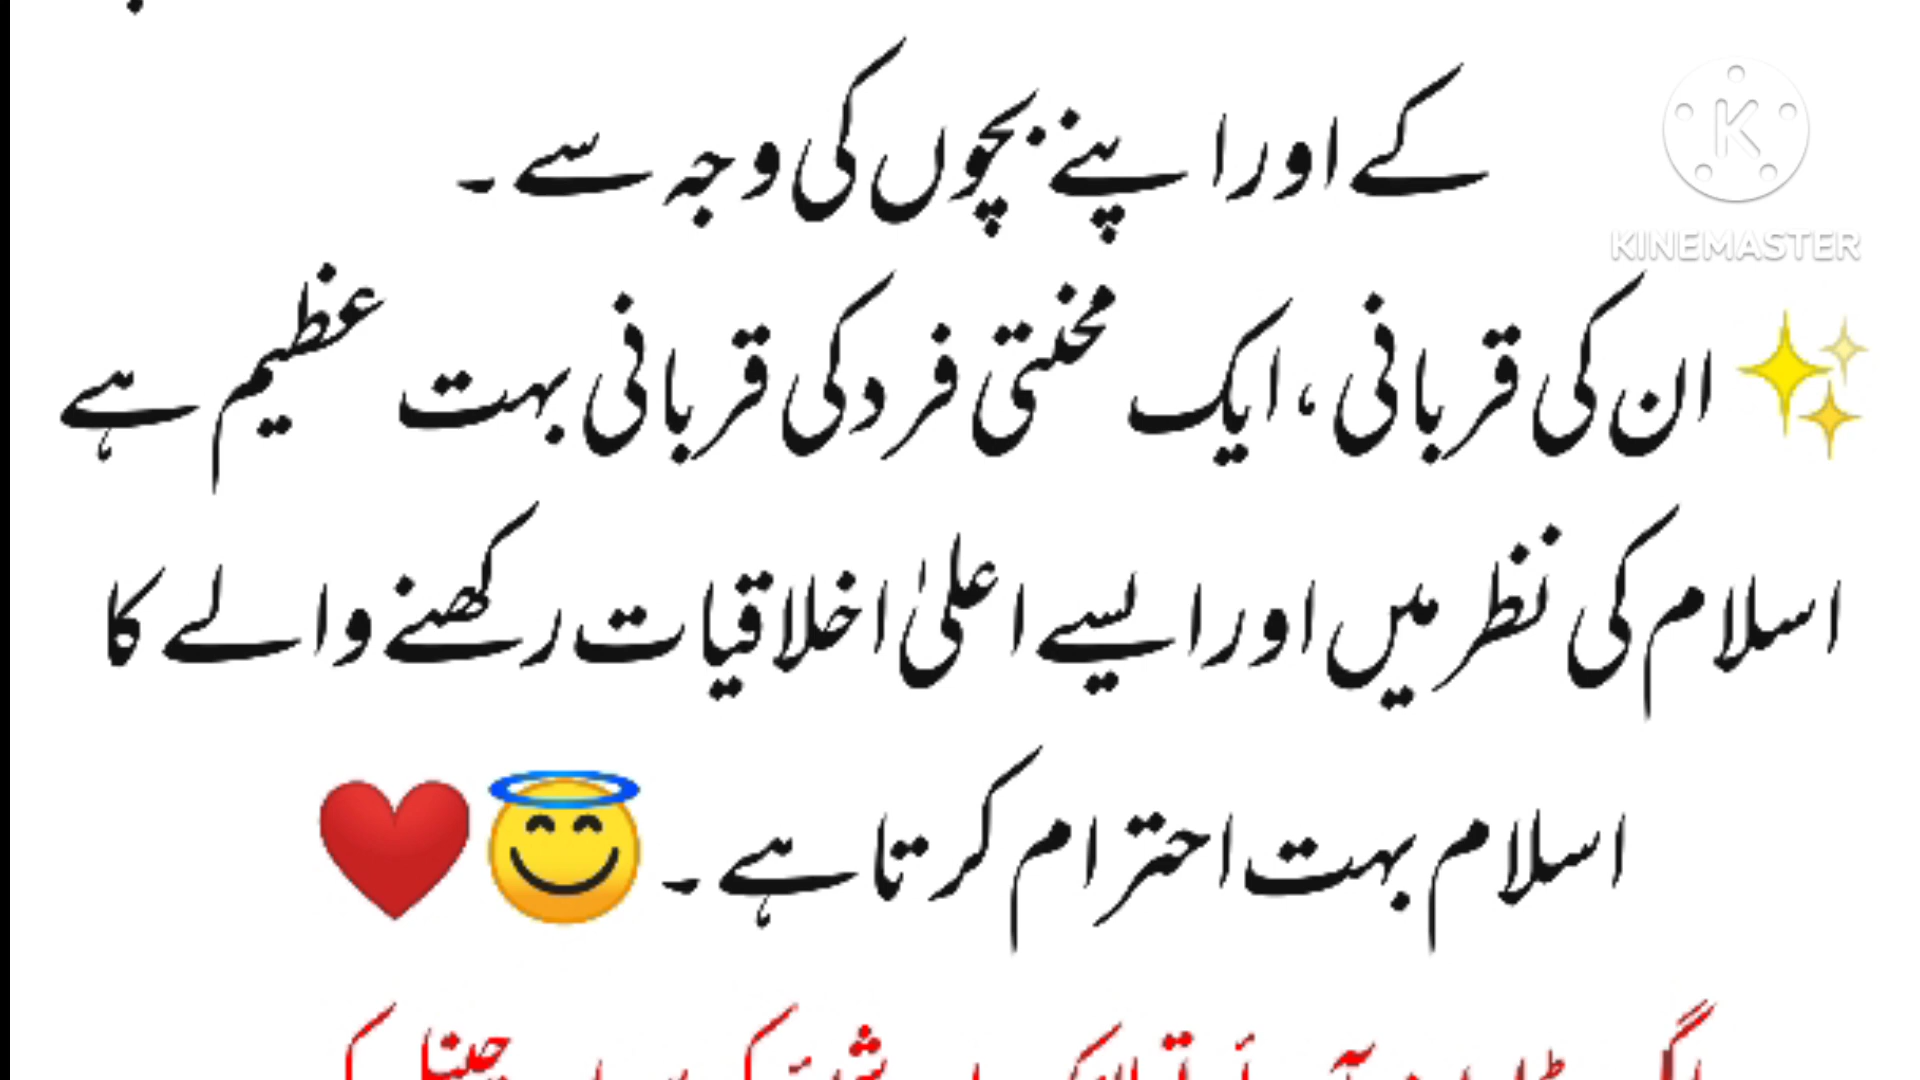 کے اور اپنے بچوں کی وجہ سے ۔
KINEMASTER
✨ ان کی قربانی ، ایک محنتی فرد کی قربانی بہت عظیم ہے
اسلام کی نظر میں اور ایسے اعلیٰ اخلاقیات رکھنے والے کا
اسلام بہت احترام کرتا ہے ۔ 😇❤️